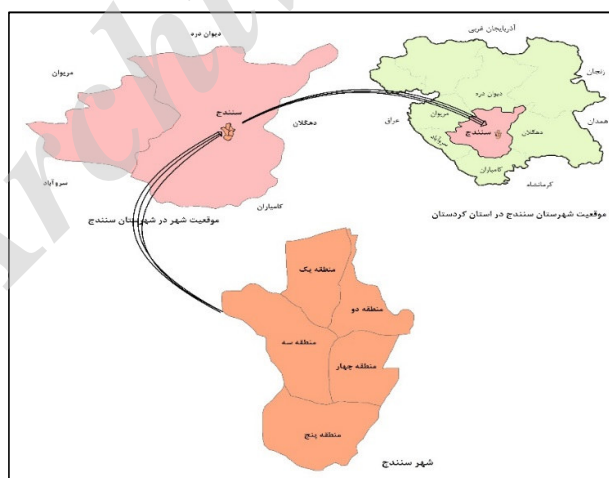 آذربایجان غربی
زنجان
دیوان دره
همدان
مریوان
عراق
دهگلان
سنندج
سروآباد
کامیاران
کرمانشاه
موقعیت شهرستان سنندج در استان کردستان
دیوان دره
مریوان
سنندج
دهگلان
سروآباد
کامیاران
موقعیت شهر در شهرستان سنندج
منطقه یک
منطقه دو
منطقه سه
منطقه چهار
منطقه پنج
شهر سنندج